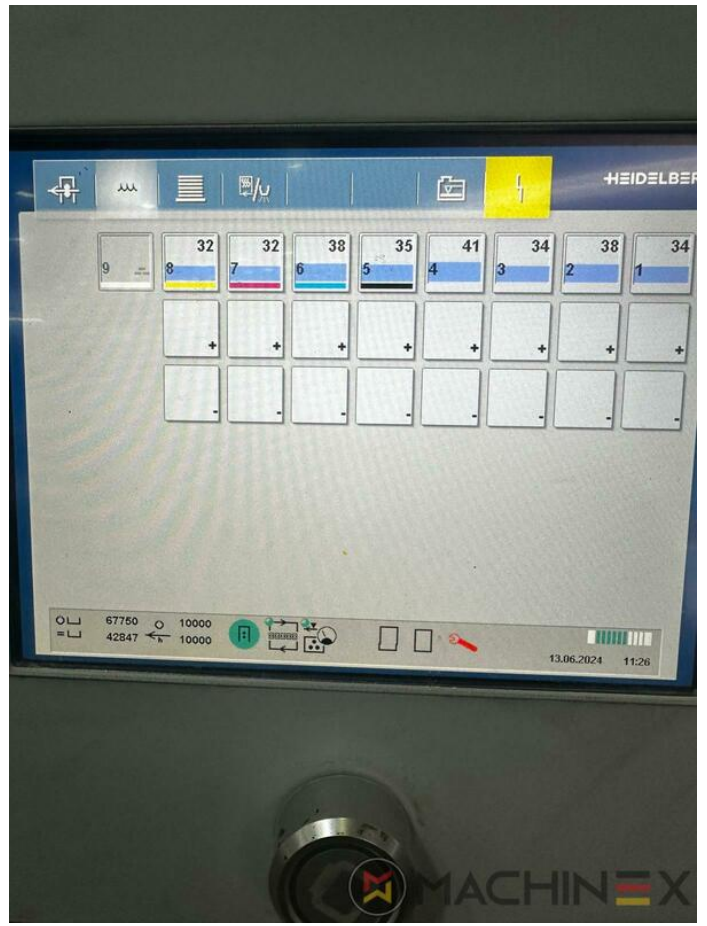 HEIDELBER
32 32 38 35 41 34 38 34
9 8 7 6 5 4 3 2 1
+ + + + + + + +
- - - - - - - -
67750 10000
= 42847 h 10000
13.06.2024 11:26
MACHINEX